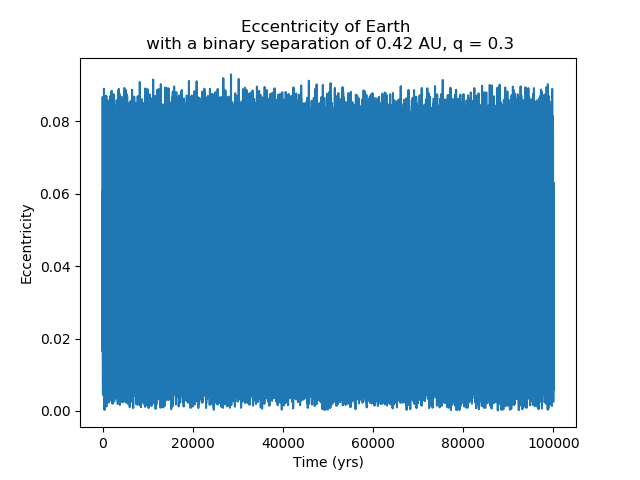 Eccentricity of Earth
with a binary separation of 0.42 AU, q = 0.3
0.08
0.06
0.04
0.02
0.00
Eccentricity
0 20000 40000 60000 80000 100000
Time (yrs)